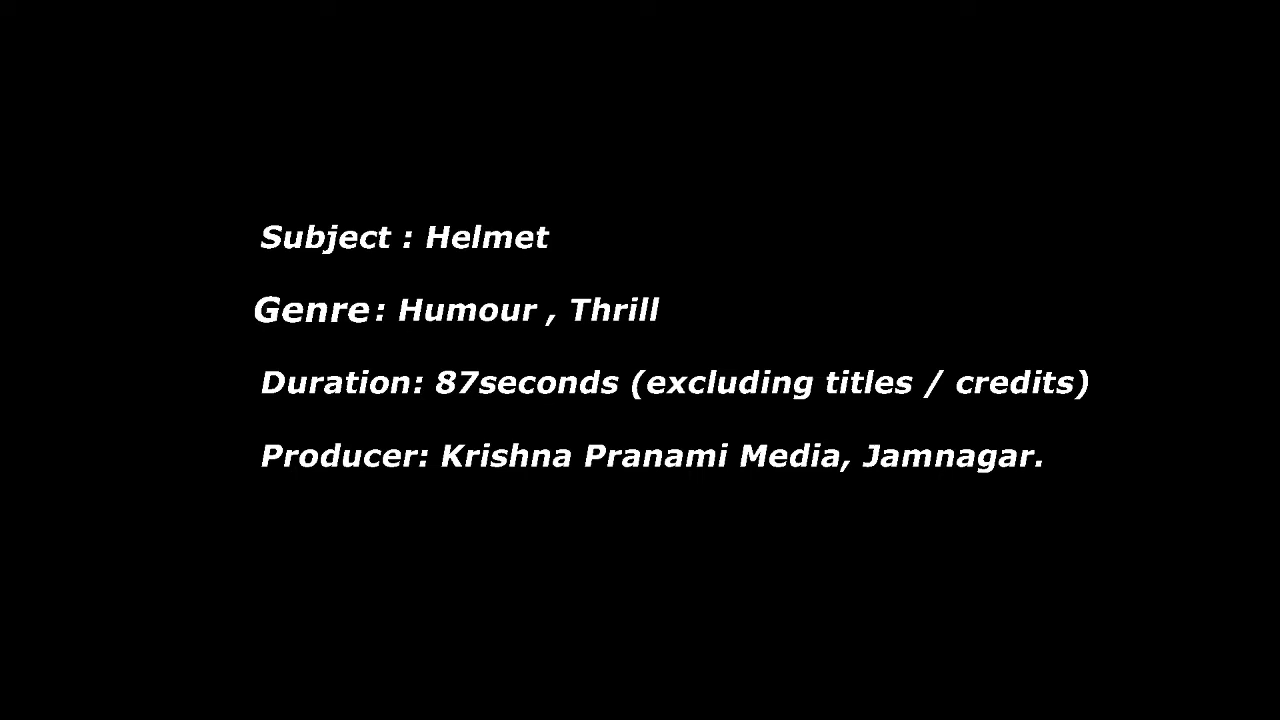 Subject : Helmet
Genre: Humour , Thrill
Duration: 87seconds (excluding titles / credits)
Producer: Krishna Pranami Media, Jamnagar.